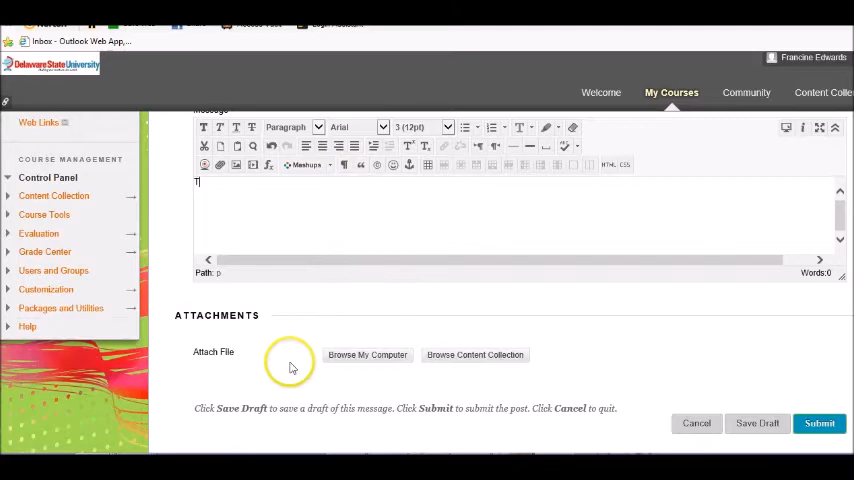 Inbox - Outlook Web App,...
Delaware State University
Francine Edwards
Welcome
My Courses
Community
Content Colle
Message
Web Links
COURSE MANAGEMENT
Control Panel
Content Collection
Course Tools
Evaluation
Grade Center
Users and Groups
Customization
Packages and Utilities
Help
T T T T Paragraph Arial 3 (12pt) T
Mashups HTML CSS
T
Path: p
Words:0
ATTACHMENTS
Attach File
Browse My Computer
Browse Content Collection
Click Save Draft to save a draft of this message. Click Submit to submit the post. Click Cancel to quit.
Cancel
Save Draft
Submit